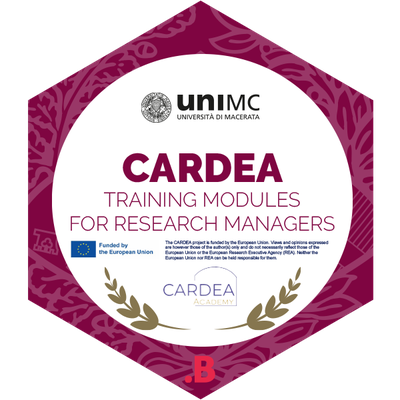 unimc
UNIVERSITÀ DI MACERATA
CARDEA
TRAINING MODULES
FOR RESEARCH MANAGERS
Funded by
the European Union
The CARDEA project is funded by the European Union. Views and opinions expressed
are however those of the author(s) only and do not necessarily reflect those of the
European Union or the European Research Executive Agency (REA). Neither the
European Union nor REA can be held responsible for them.
CARDEA
ACADEMY
.B